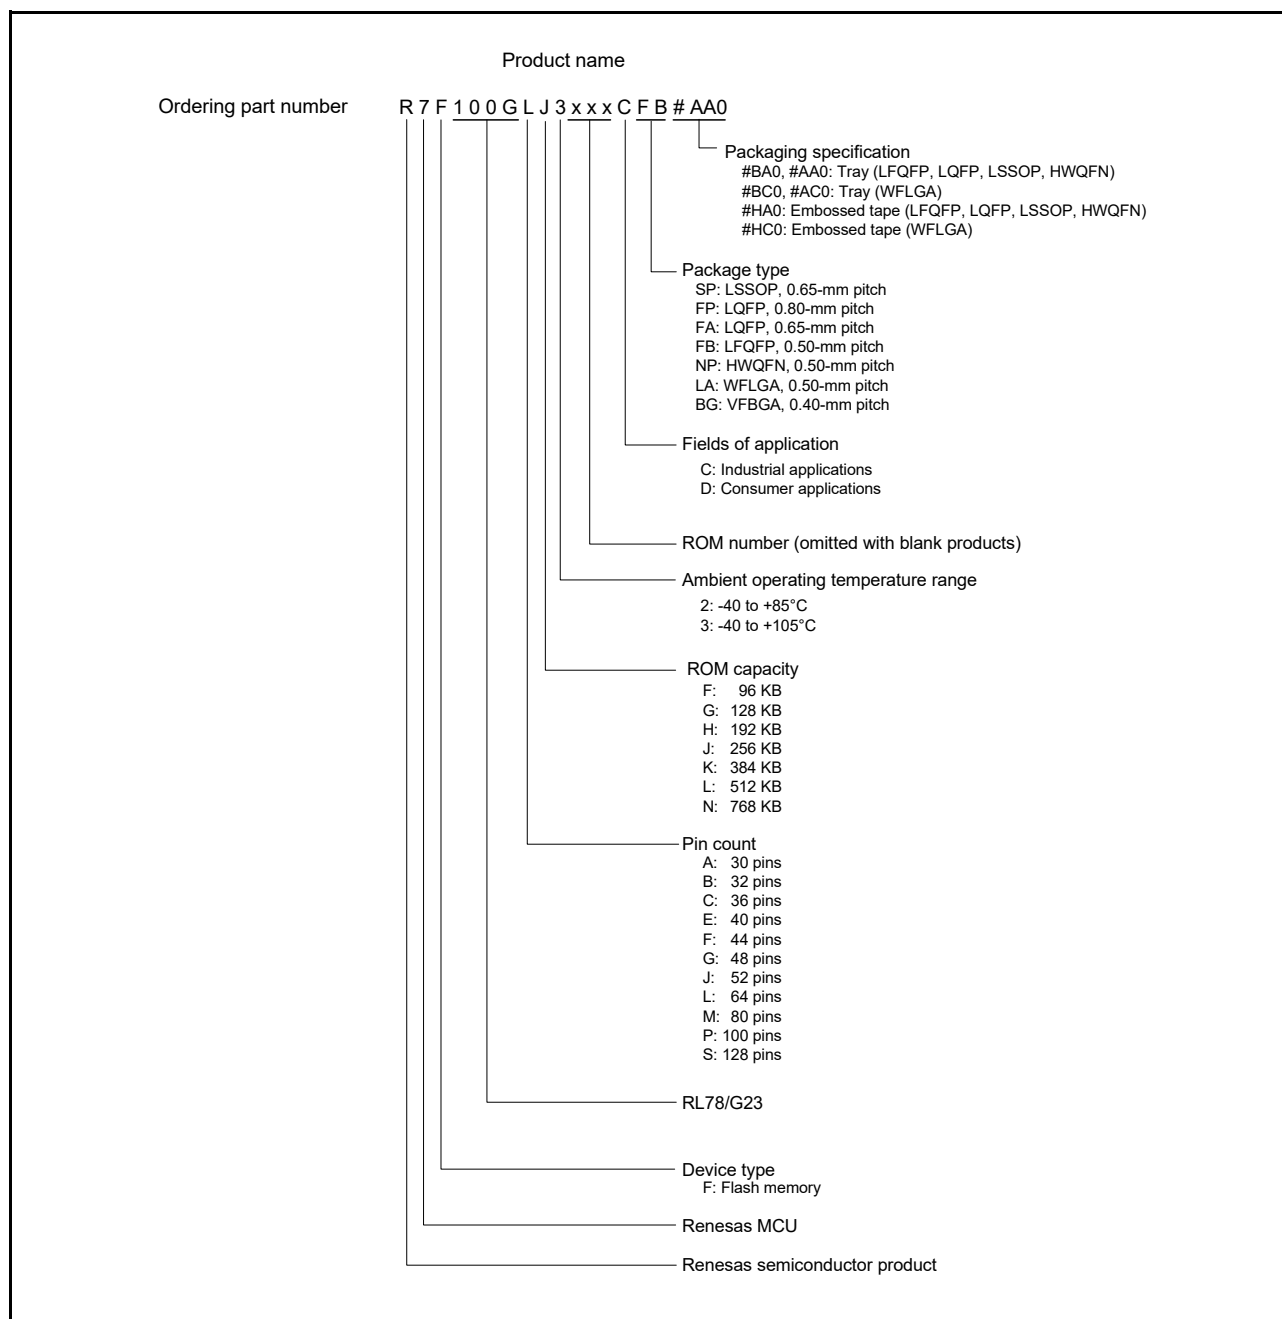 Product name
Ordering part number R 7 F 1 0 0 G L J 3 x x x C F B # AA0
Packaging specification
#BA0, #AA0: Tray (LFQFP, LQFP, LSSOP, HWQFN)
#BC0, #AC0: Tray (WFLGA)
#HA0: Embossed tape (LFQFP, LQFP, LSSOP, HWQFN)
#HC0: Embossed tape (WFLGA)
Package type
SP: LSSOP, 0.65-mm pitch
FP: LQFP, 0.80-mm pitch
FA: LQFP, 0.65-mm pitch
FB: LFQFP, 0.50-mm pitch
NP: HWQFN, 0.50-mm pitch
LA: WFLGA, 0.50-mm pitch
BG: VFBGA, 0.40-mm pitch
Fields of application
C: Industrial applications
D: Consumer applications
ROM number (omitted with blank products)
Ambient operating temperature range
2: -40 to +85°C
3: -40 to +105°C
ROM capacity
F: 96 KB
G: 128 KB
H: 192 KB
J: 256 KB
K: 384 KB
L: 512 KB
N: 768 KB
Pin count
A: 30 pins
B: 32 pins
C: 36 pins
E: 40 pins
F: 44 pins
G: 48 pins
J: 52 pins
L: 64 pins
M: 80 pins
P: 100 pins
S: 128 pins
RL78/G23
Device type
F: Flash memory
Renesas MCU
Renesas semiconductor product